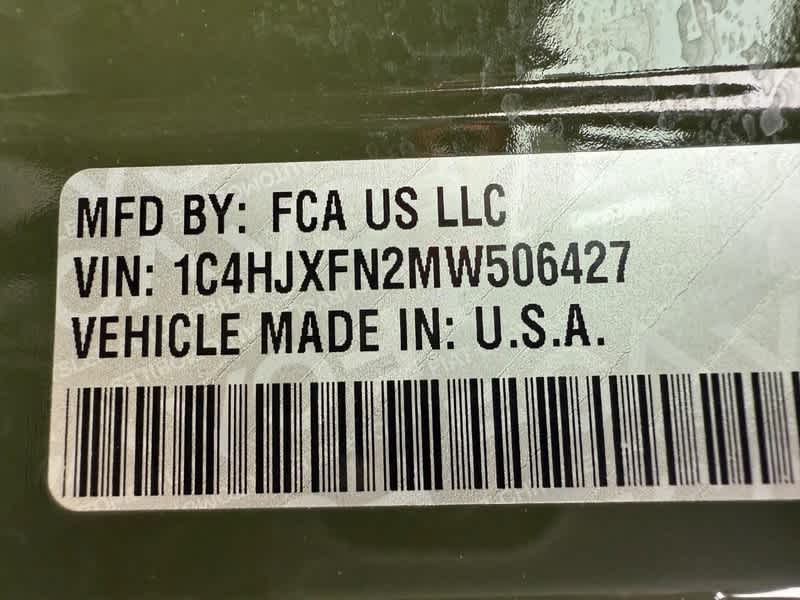 MFD BY: FCA US LLC
VIN: 1C4HJXFN2MW506427
VEHICLE MADE IN: U.S.A.